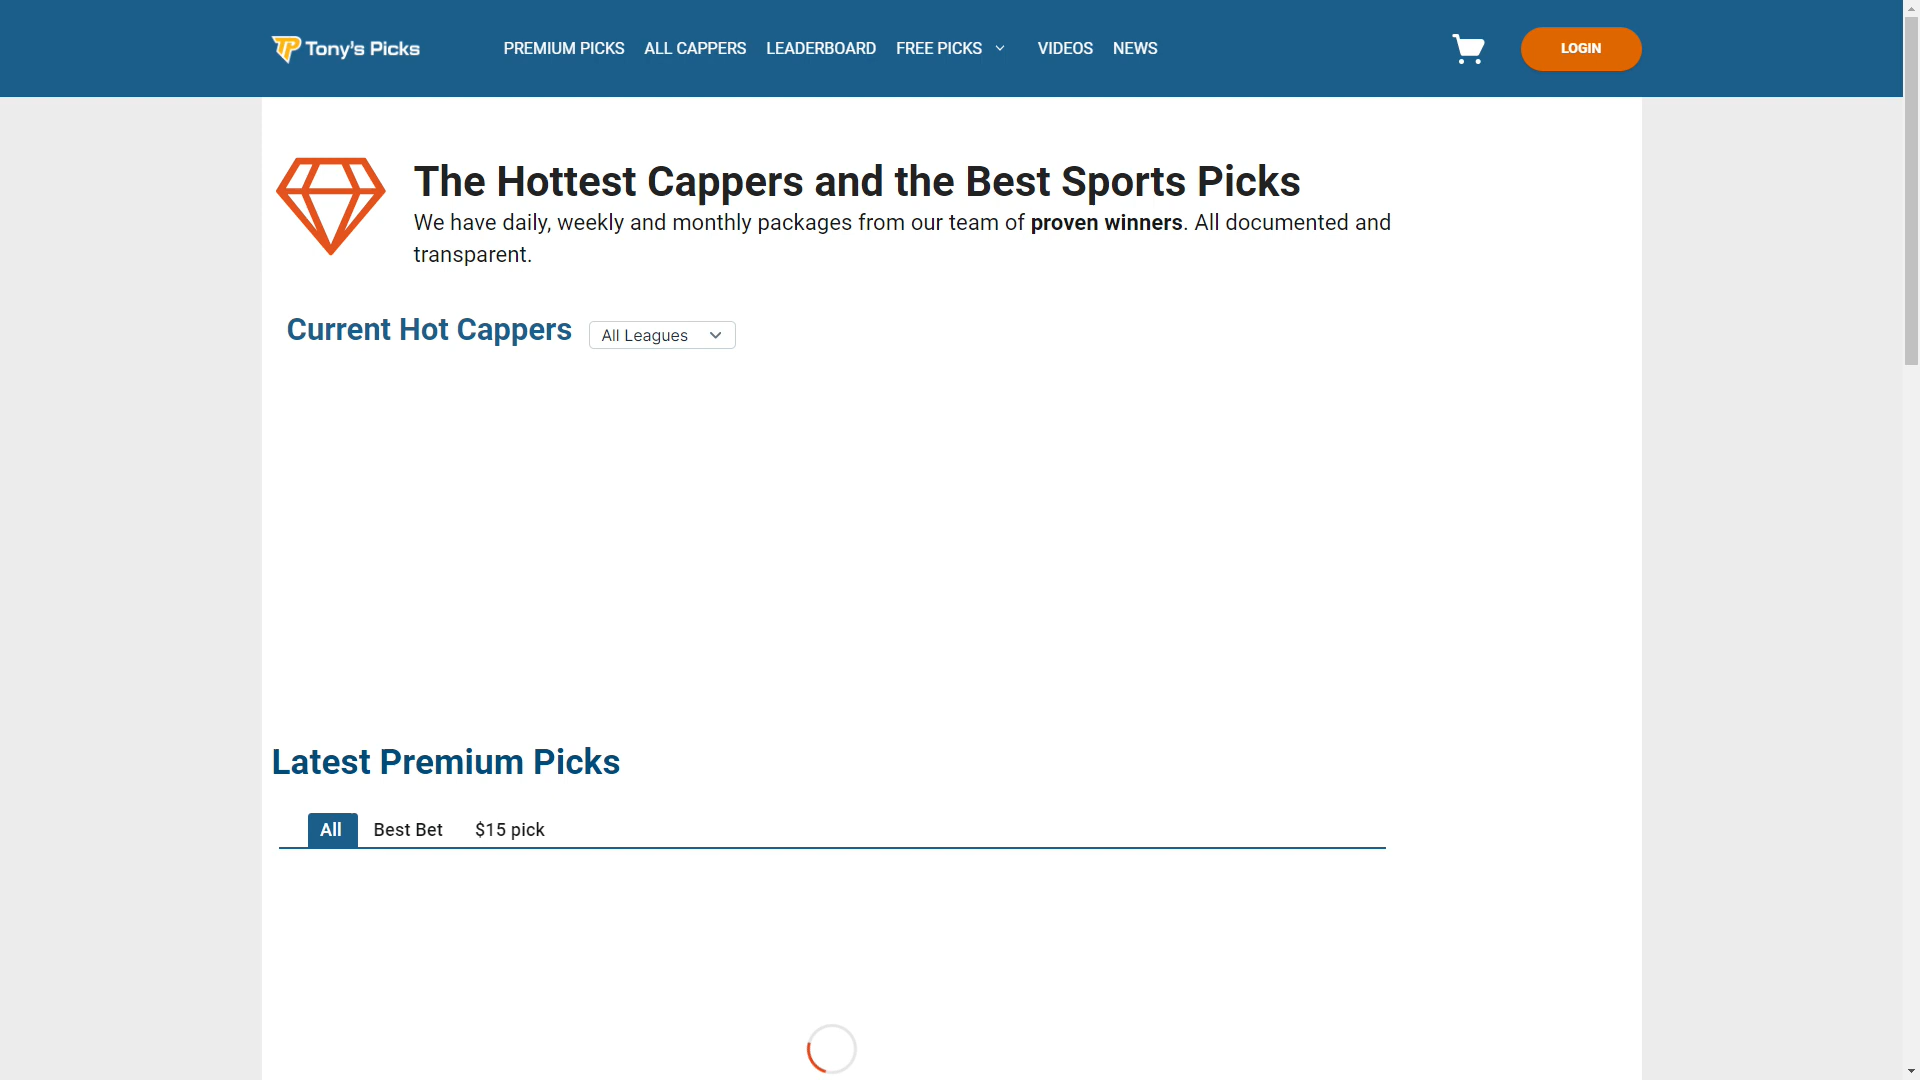 Tony's Picks
PREMIUM PICKS
ALL CAPPERS
LEADERBOARD
FREE PICKS
VIDEOS
NEWS
LOGIN
The Hottest Cappers and the Best Sports Picks
We have daily, weekly and monthly packages from our team of proven winners. All documented and
transparent.
Current Hot Cappers
All Leagues
Latest Premium Picks
All
Best Bet
$15 pick